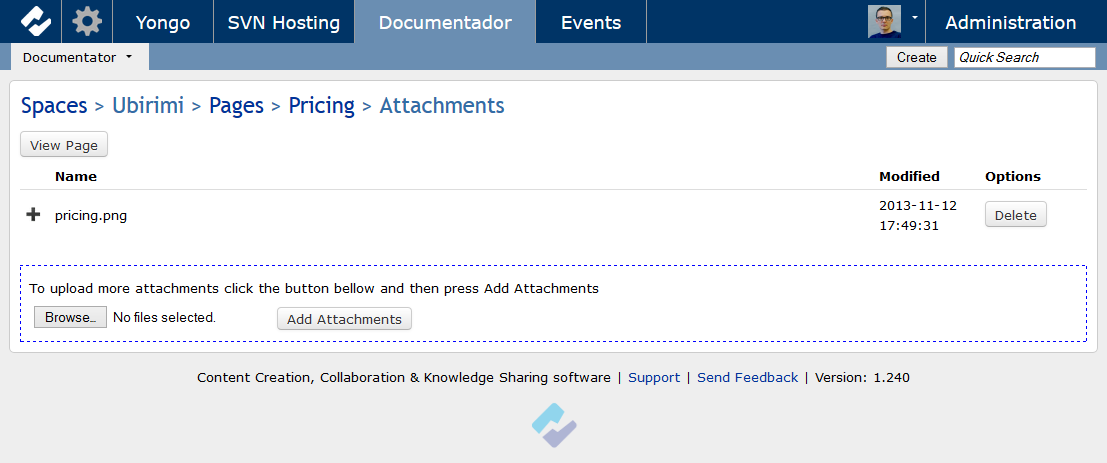 Yongo SVN Hosting Documentador Events Administration
Documentator Create Quick Search
Spaces > Ubirimi > Pages > Pricing > Attachments
View Page
Name Modified Options
pricing.png 2013-11-12 17:49:31 Delete
To upload more attachments click the button bellow and then press Add Attachments
Browse... No files selected. Add Attachments
Content Creation, Collaboration & Knowledge Sharing software | Support | Send Feedback | Version: 1.240